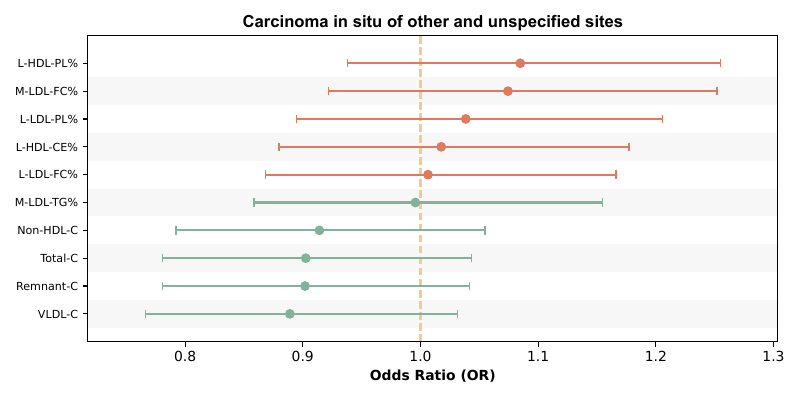 Carcinoma in situ of other and unspecified sites
L-HDL-PL%
M-LDL-FC%
L-LDL-PL%
L-HDL-CE%
L-LDL-FC%
M-LDL-TG%
Non-HDL-C
Total-C
Remnant-C
VLDL-C
0.8 0.9 1.0 1.1 1.2 1.3
Odds Ratio (OR)